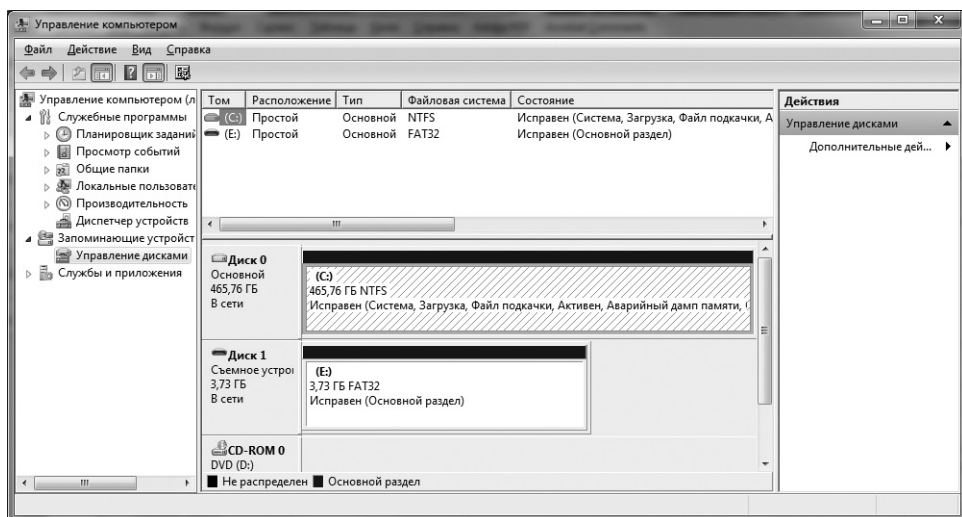 Управление компьютером
Файл Действие Вид Справка
Управление компьютером (л
Служебные программы
Планировщик заданий
Просмотр событий
Общие папки
Локальные пользовате
Производительность
Диспетчер устройств
Запоминающие устройст
Управление дисками
Службы и приложения
Том Расположение Тип Файловая система Состояние
(C:) Простой Основной NTFS Исправен (Система, Загрузка, Файл подкачки, А
(E:) Простой Основной FAT32 Исправен (Основной раздел)
Диск 0
Основной
465,76 ГБ
В сети
(C:)
465,76 ГБ NTFS
Исправен (Система, Загрузка, Файл подкачки, Активен, Аварийный дамп памяти,
Диск 1
Съемное устрой
3,73 ГБ
В сети
(E:)
3,73 ГБ FAT32
Исправен (Основной раздел)
CD-ROM 0
DVD (D:)
Не распределен Основной раздел
Действия
Управление дисками
Дополнительные дей...